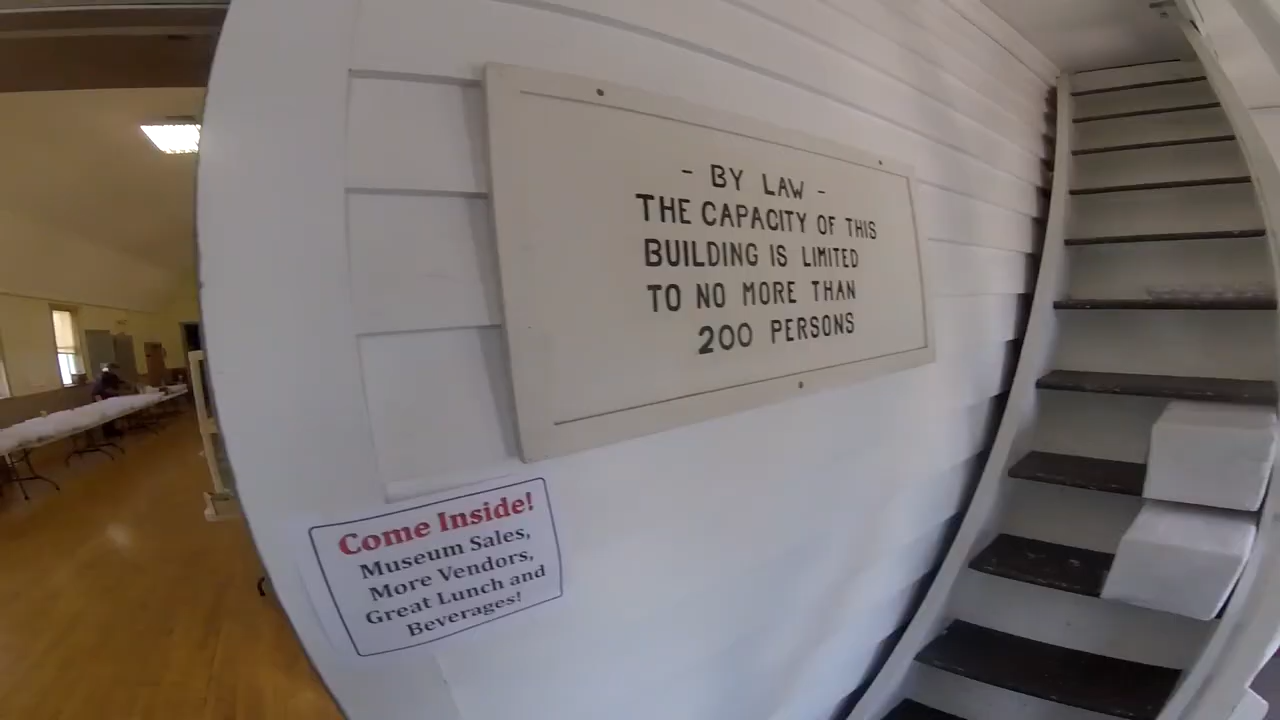 - BY LAW -
THE CAPACITY OF THIS
BUILDING IS LIMITED
TO NO MORE THAN
200 PERSONS
Come Inside!
Museum Sales,
More Vendors,
Great Lunch and
Beverages!